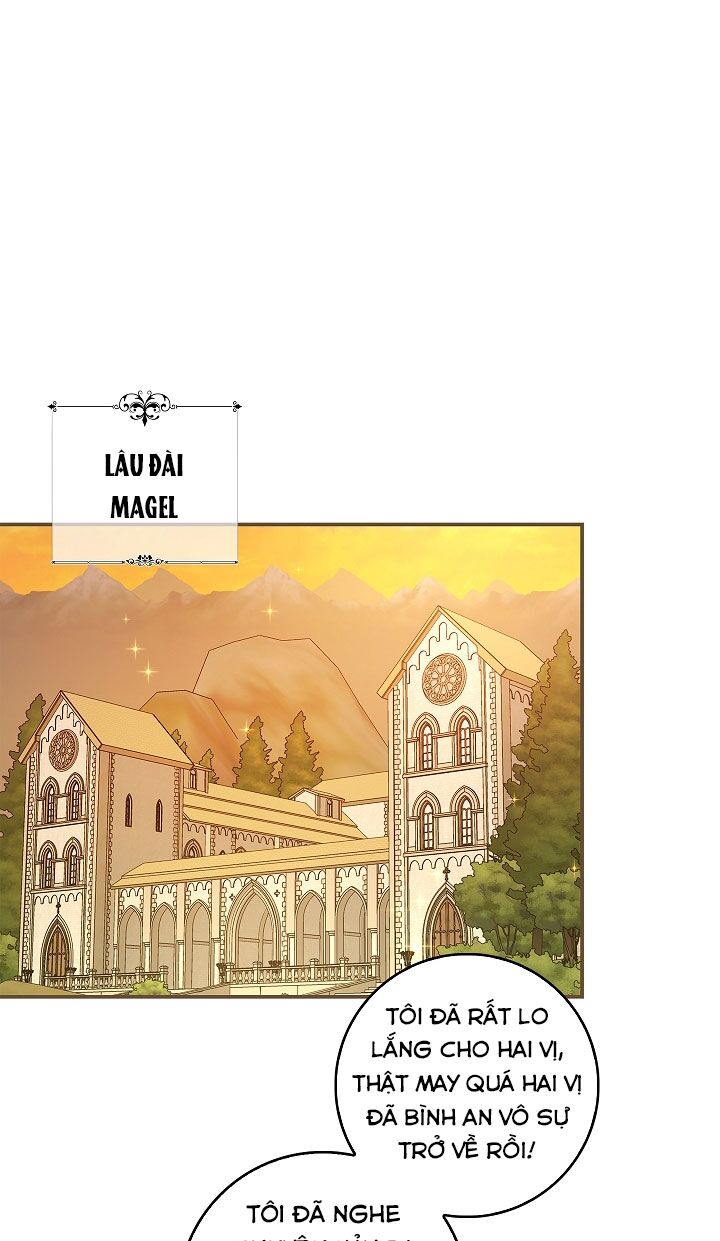 LÂU ĐÀI
MAGEL
TÔI ĐÃ RẤT LO
LẮNG CHO HAI VỊ,
THẬT MAY QUÁ HAI VỊ
ĐÃ BÌNH AN VÔ SỰ
TRỞ VỀ RỒI!
TÔI ĐÃ NGHE